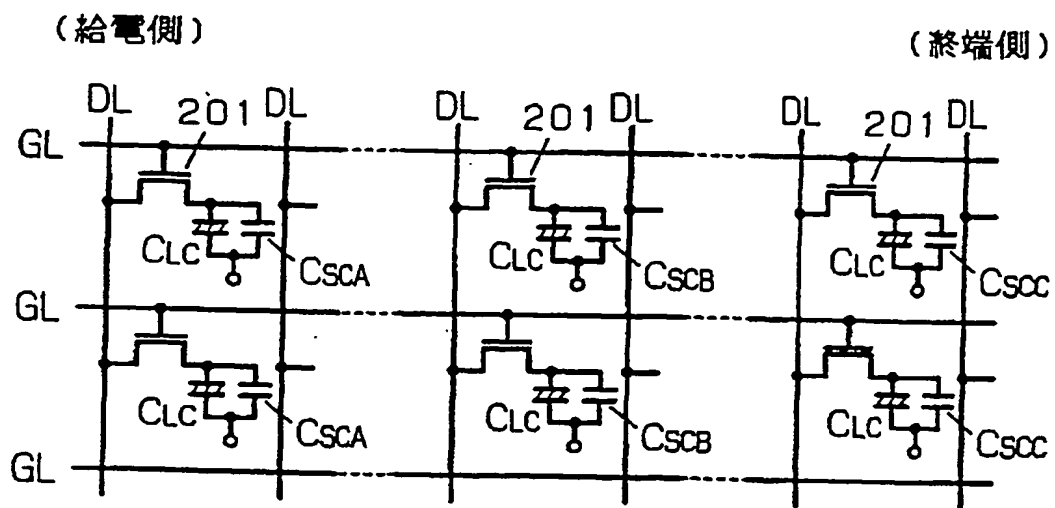 (給電側)
(終端側)
DL 201 DL DL 201 DL DL 201 DL
GL
CLC CSCA CLC CSCB CLC CSCC
GL
CLC CSCA CLC CSCB CLC CSCC
GL